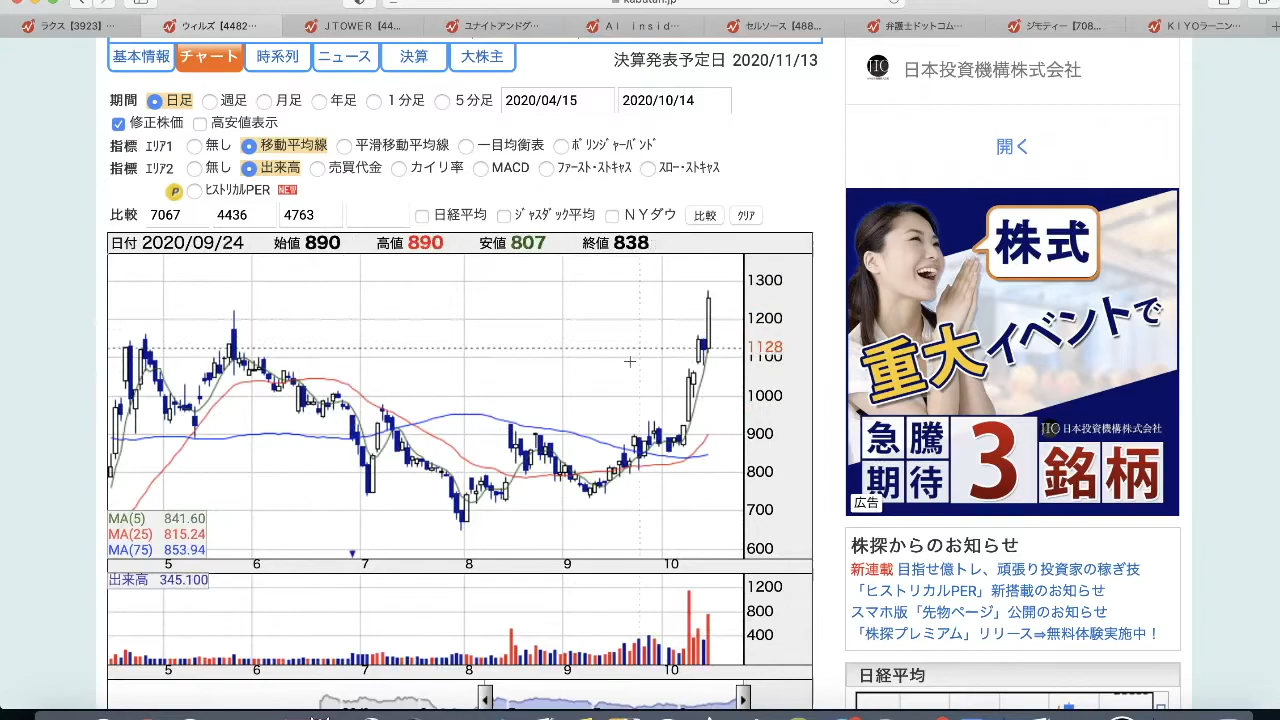 kabutan.jp
ラクス【3923】…
ウィルズ【4482…
JTOWER【44…
ユナイトアンドグ…
AI insid…
セルソース【488…
弁護士ドットコム…
ジモティー【708…
KIYOラーニン…
基本情報 チャート 時系列 ニュース 決算 大株主
決算発表予定日 2020/11/13
期間 日足 週足 月足 年足 1分足 5分足 2020/04/15 2020/10/14
修正株価 高安値表示
指標 エリア1 無し 移動平均線 平滑移動平均線 一目均衡表 ボリンジャーバンド
指標 エリア2 無し 出来高 売買代金 カイリ率 MACD ファースト・ストキャス スロー・ストキャス
P ヒストリカルPER NEW
比較 7067 4436 4763 日経平均 ジャスダック平均 NYダウ 比較 クリア
日付 2020/09/24 始値 890 高値 890 安値 807 終値 838
1300
1200
1128
1100
1000
900
800
700
600
MA(5) 841.60
MA(25) 815.24
MA(75) 853.94
5 6 7 8 9 10
出来高 345.100
1200
800
400
5 6 7 8 9 10
JIC 日本投資機構株式会社
開く
株式
重大イベントで
急騰
期待
3
銘柄
JIC 日本投資機構株式会社
広告
株探からのお知らせ
新連載 目指せ億トレ、頑張り投資家の稼ぎ技
「ヒストリカルPER」新搭載のお知らせ
スマホ版「先物ページ」公開のお知らせ
「株探プレミアム」リリース⇒無料体験実施中！
日経平均